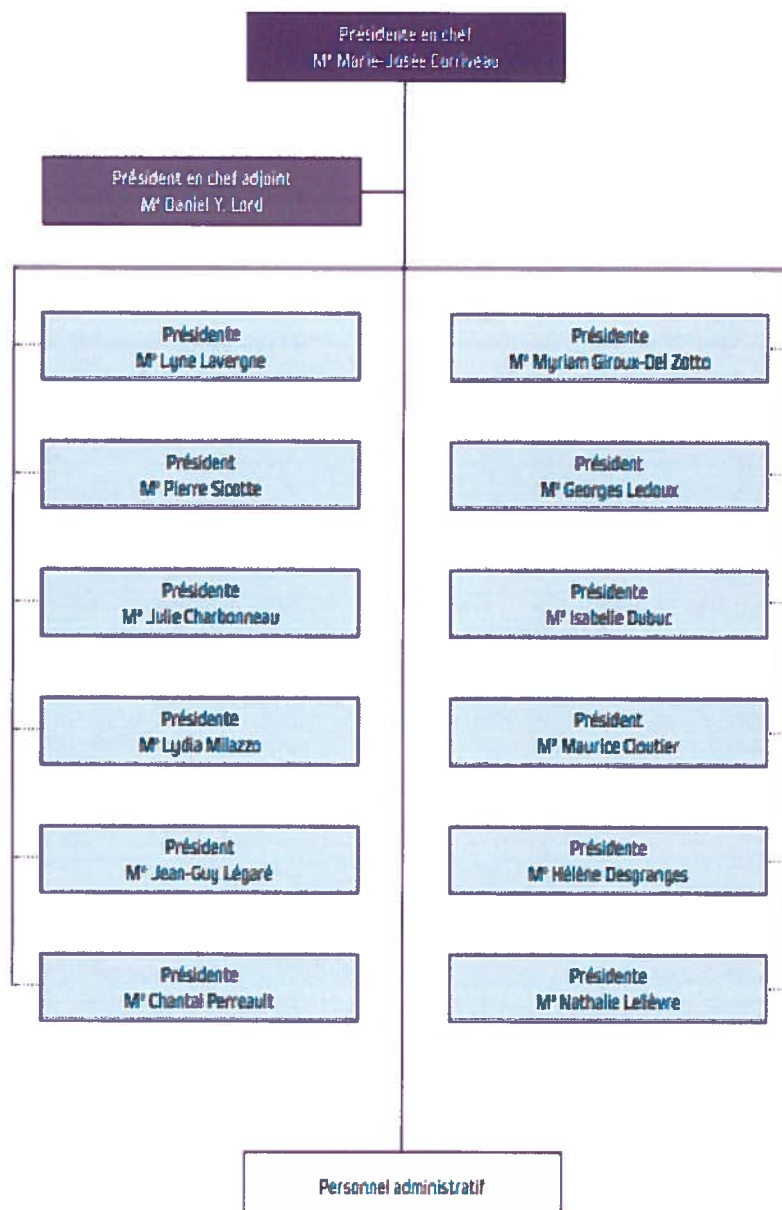 Présidente en chef
Mᵉ Marie-Josée Corriveau
Président en chef adjoint
Mᵉ Daniel Y. Lord
Présidente
Mᵉ Lyne Lavergne
Président
Mᵉ Pierre Sicotte
Présidente
Mᵉ Julie Charbonneau
Présidente
Mᵉ Lydia Milazzo
Président
Mᵉ Jean-Guy Légaré
Présidente
Mᵉ Chantal Perreault
Présidente
Mᵉ Myriam Giroux-Del Zotto
Président
Mᵉ Georges Ledoux
Présidente
Mᵉ Isabelle Dubuc
Président
Mᵉ Maurice Cloutier
Présidente
Mᵉ Hélène Desgranges
Présidente
Mᵉ Nathalie Lelièvre
Personnel administratif